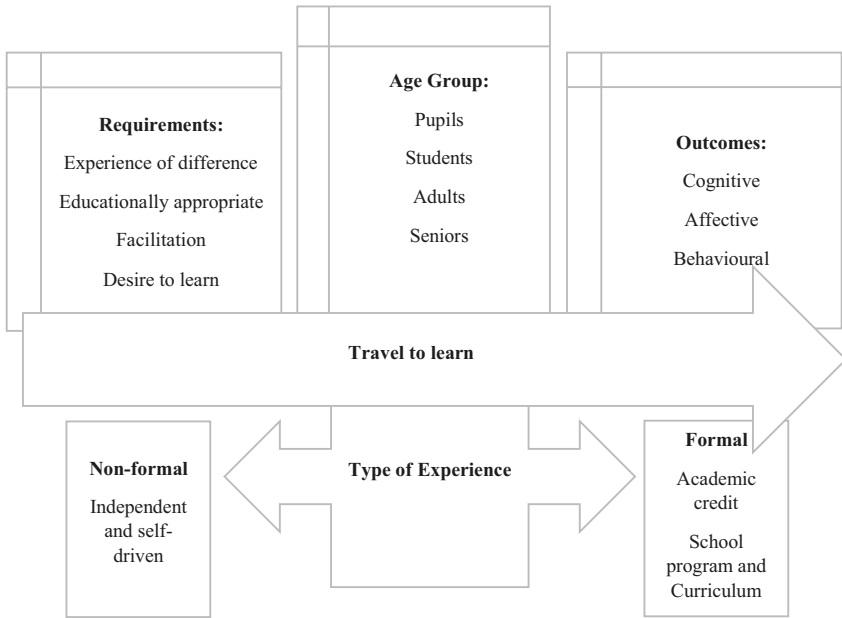 Requirements:
Experience of difference
Educationally appropriate
Facilitation
Desire to learn
Age Group:
Pupils
Students
Adults
Seniors
Outcomes:
Cognitive
Affective
Behavioural
Travel to learn
Non-formal
Independent
and self-
driven
Type of Experience
Formal
Academic
credit
School
program and
Curriculum